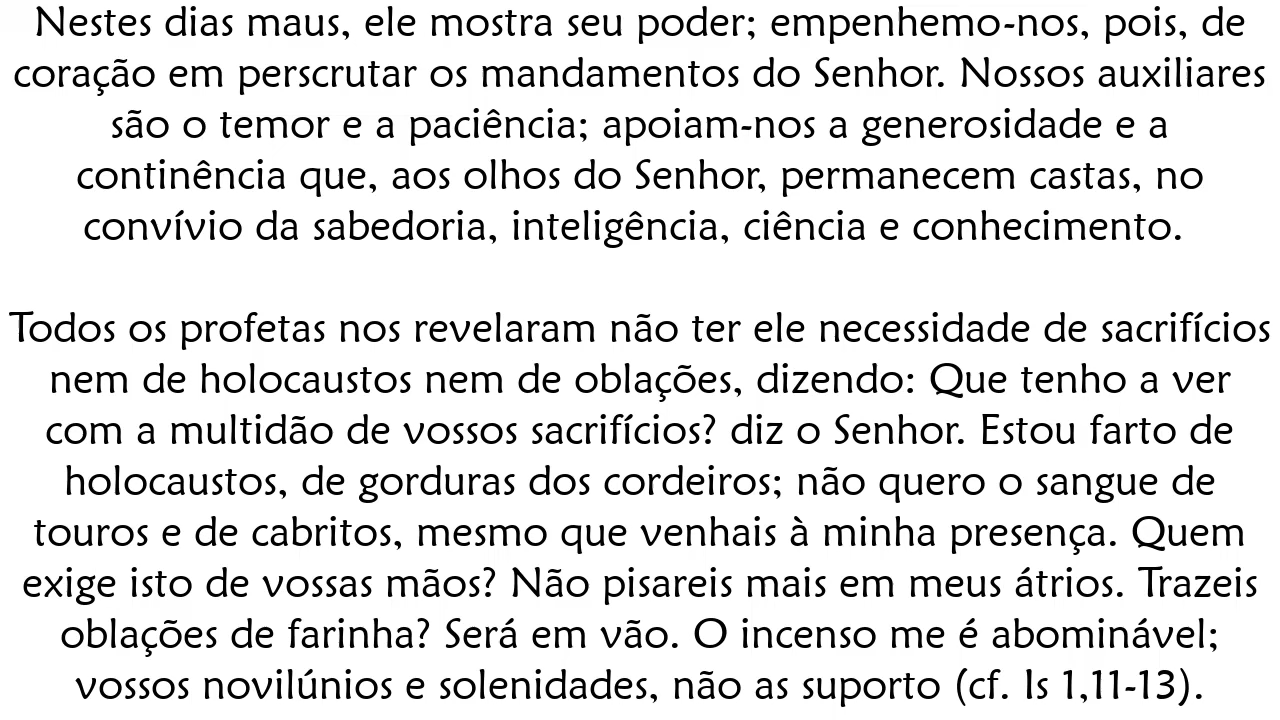 Nestes dias maus, ele mostra seu poder; empenhemo-nos, pois, de
coração em perscrutar os mandamentos do Senhor. Nossos auxiliares
são o temor e a paciência; apoiam-nos a generosidade e a
continência que, aos olhos do Senhor, permanecem castas, no
convívio da sabedoria, inteligência, ciência e conhecimento.
Todos os profetas nos revelaram não ter ele necessidade de sacrifícios
nem de holocaustos nem de oblações, dizendo: Que tenho a ver
com a multidão de vossos sacrifícios? diz o Senhor. Estou farto de
holocaustos, de gorduras dos cordeiros; não quero o sangue de
touros e de cabritos, mesmo que venhais à minha presença. Quem
exige isto de vossas mãos? Não pisareis mais em meus átrios. Trazeis
oblações de farinha? Será em vão. O incenso me é abominável;
vossos novilúnios e solenidades, não as suporto (cf. Is 1,11-13).